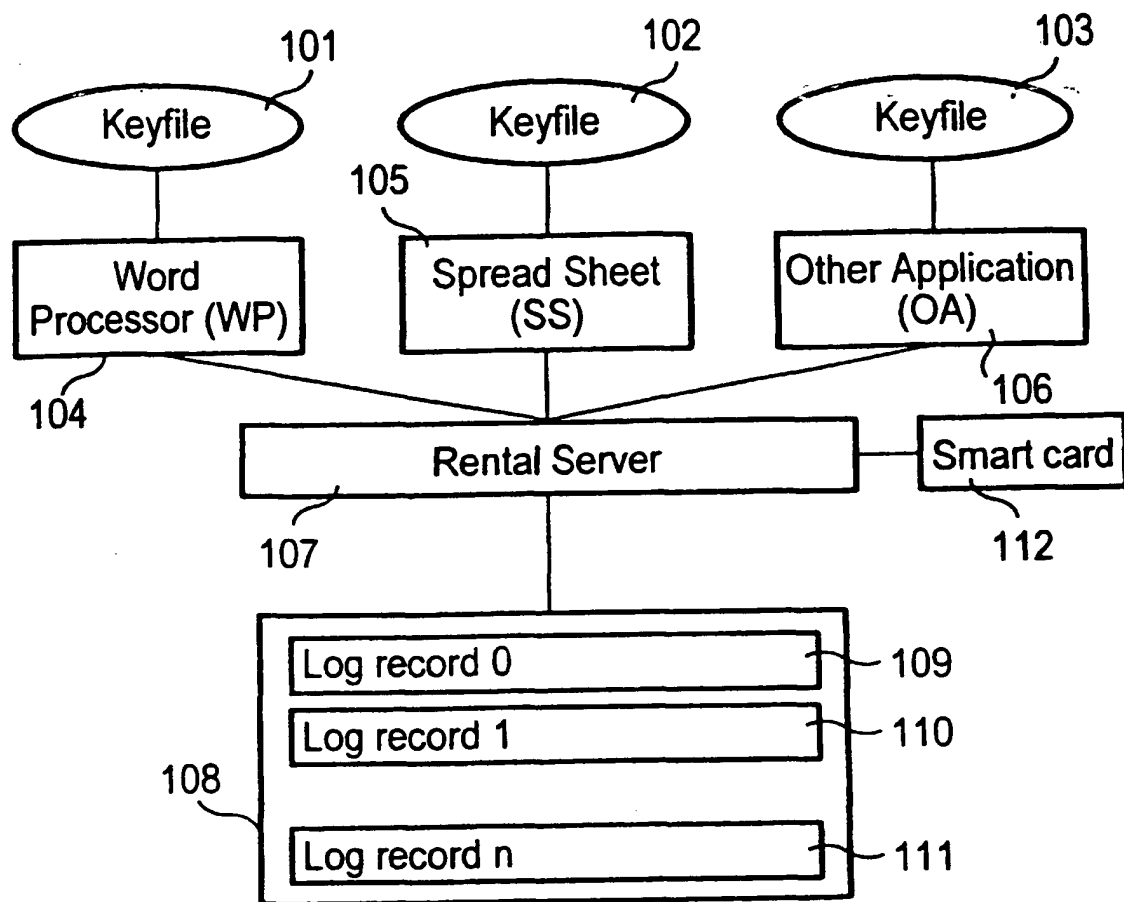 101
102
103
Keyfile
Keyfile
Keyfile
105
Word
Processor (WP)
Spread Sheet
(SS)
Other Application
(OA)
104
106
Rental Server
Smart card
107
112
108
Log record 0
109
Log record 1
110
Log record n
111